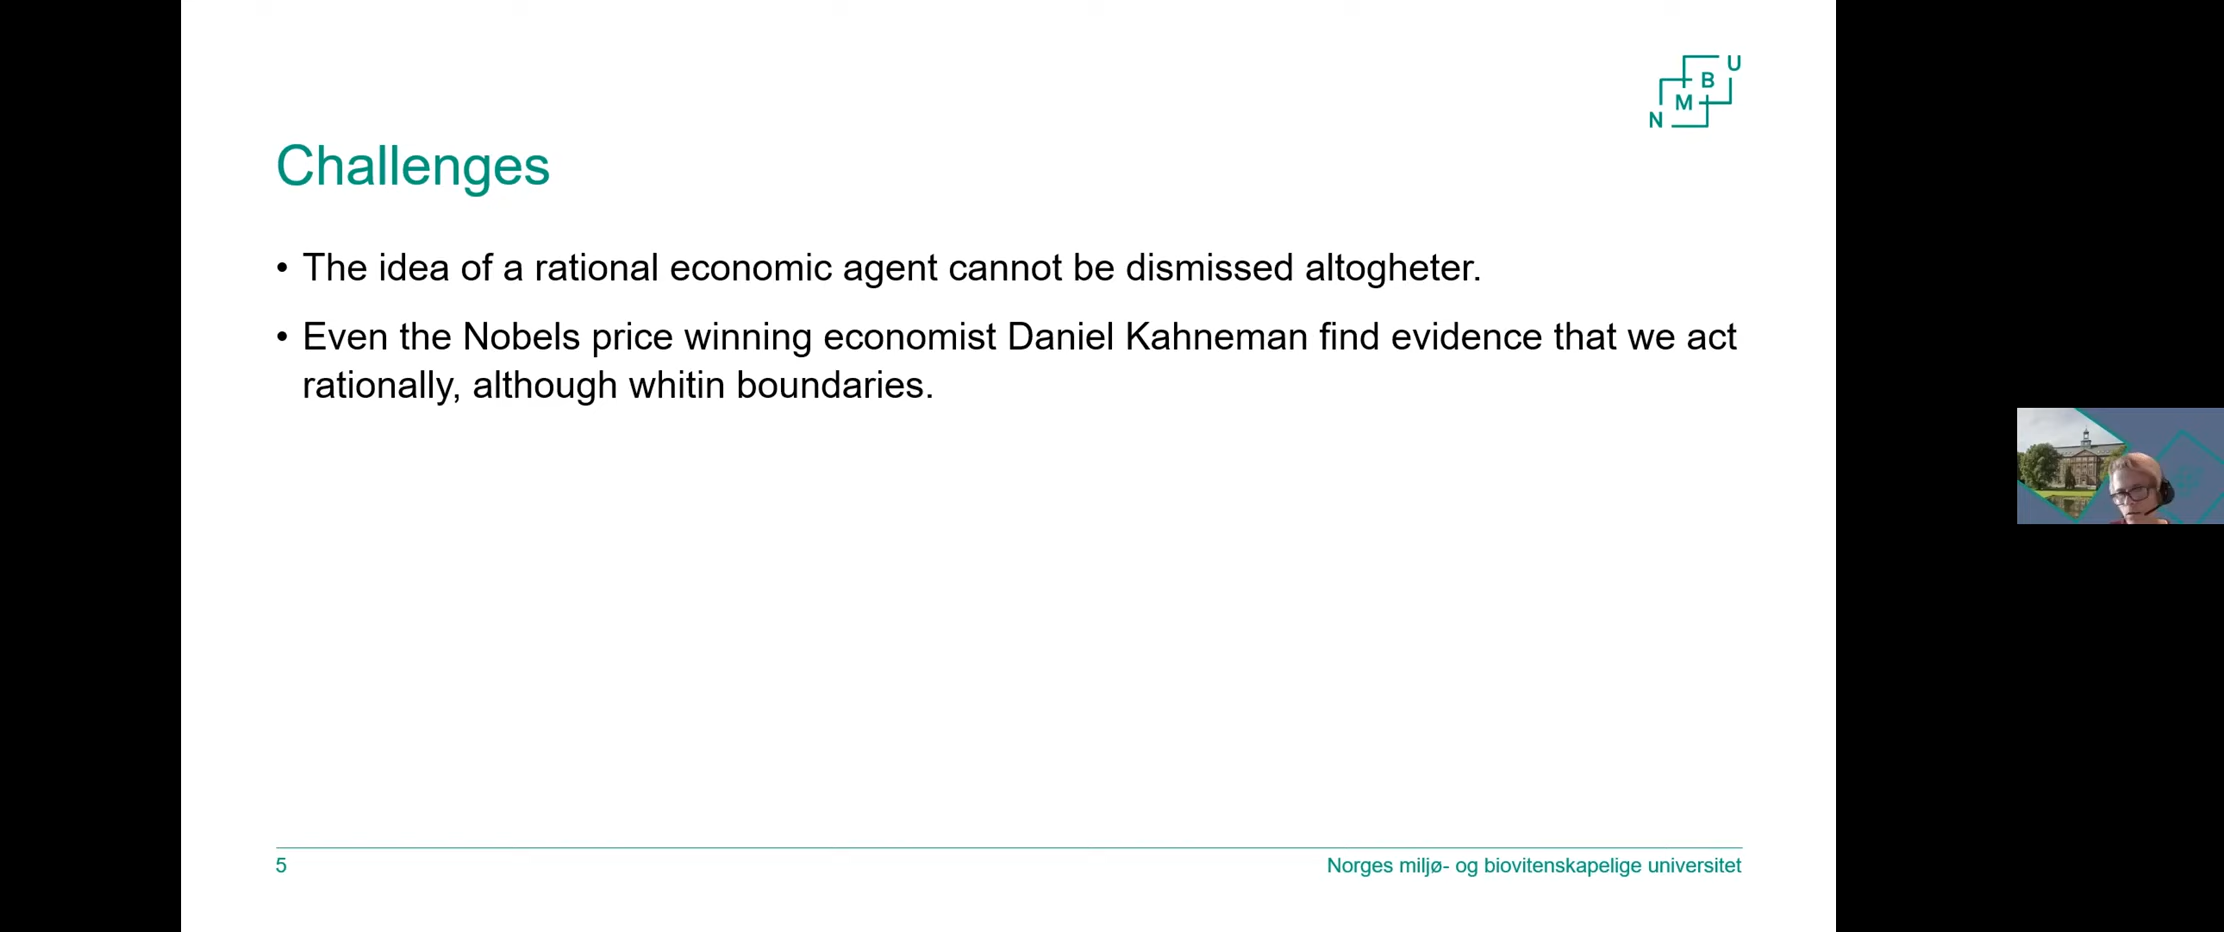 N M B U
Challenges
• The idea of a rational economic agent cannot be dismissed altogheter.
• Even the Nobels price winning economist Daniel Kahneman find evidence that we act
rationally, although whitin boundaries.
5
Norges miljø- og biovitenskapelige universitet